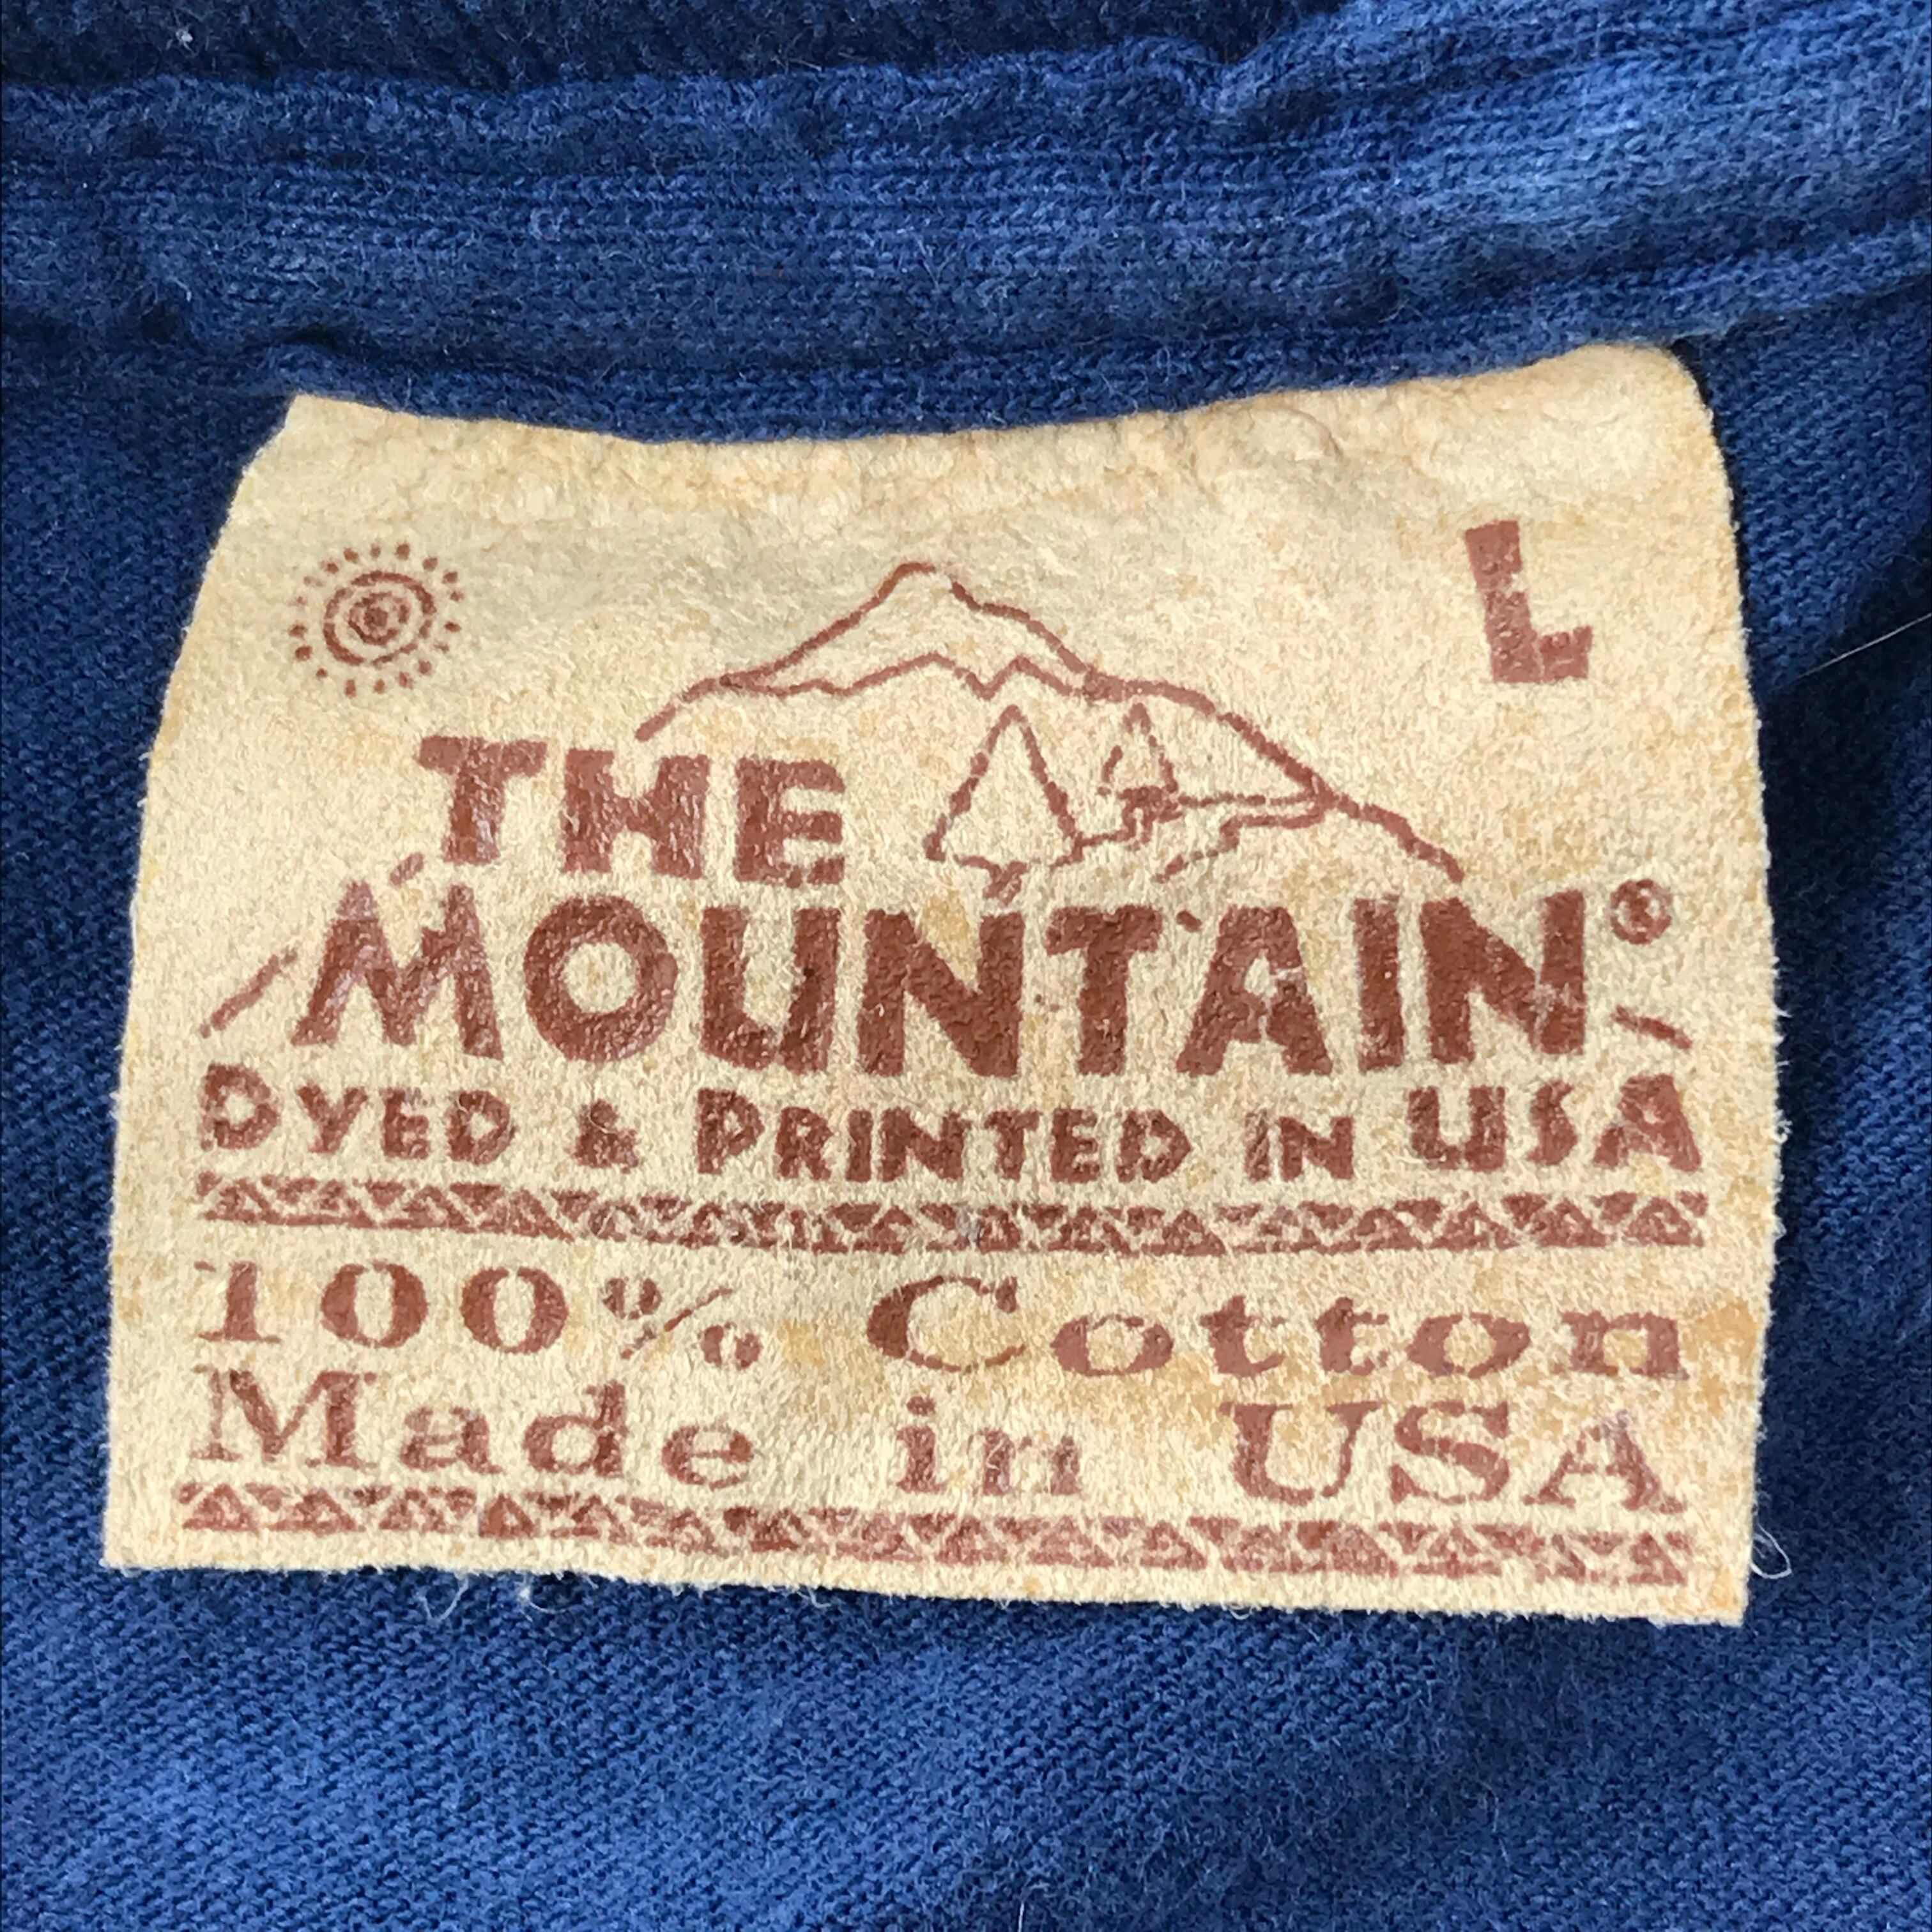 L
THE
MOUNTAIN®
DYED & PRINTED IN USA
100% Cotton
Made in USA